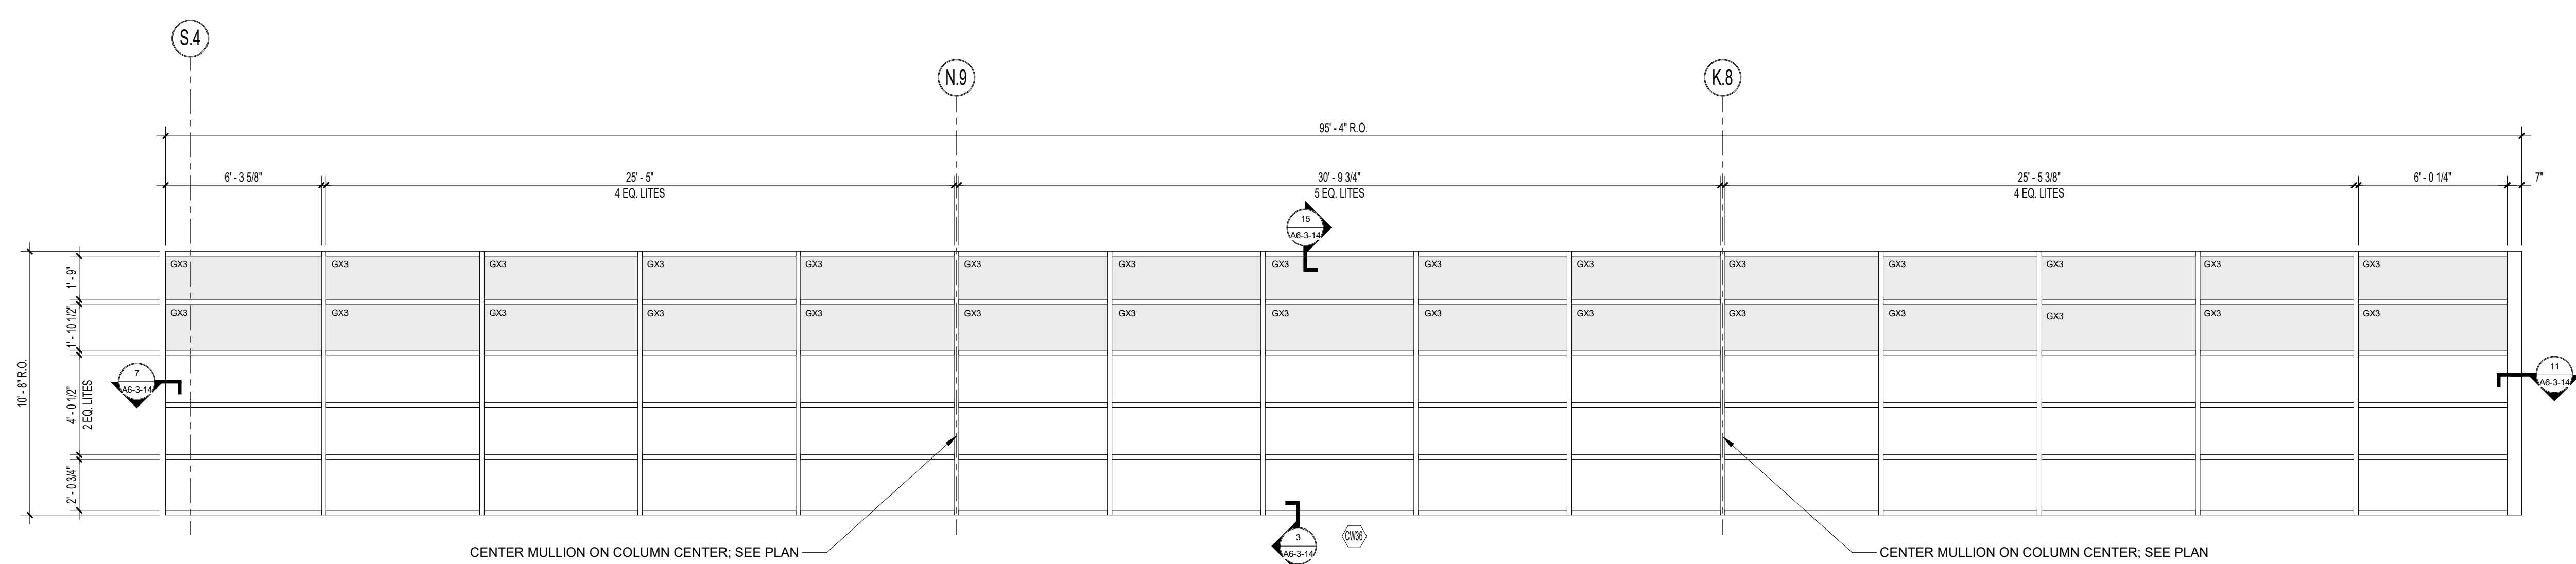 S.4
N.9
K.8
95' - 4" R.O.
6' - 3 5/8"
25' - 5"
30' - 9 3/4"
25' - 5 3/8"
6' - 0 1/4"
7"
4 EQ. LITES
5 EQ. LITES
4 EQ. LITES
15
A6-3-14
GX3 GX3 GX3 GX3 GX3 GX3 GX3 GX3 GX3 GX3 GX3 GX3 GX3 GX3 GX3
GX3 GX3 GX3 GX3 GX3 GX3 GX3 GX3 GX3 GX3 GX3 GX3 GX3 GX3 GX3
10' - 8" R.O.
1' - 9"
1' - 10 1/2"
4' - 0 1/2"
2 EQ. LITES
2' - 0 3/4"
7
A6-3-14
11
A6-3-14
3
A6-3-14
CW36
CENTER MULLION ON COLUMN CENTER; SEE PLAN
CENTER MULLION ON COLUMN CENTER; SEE PLAN